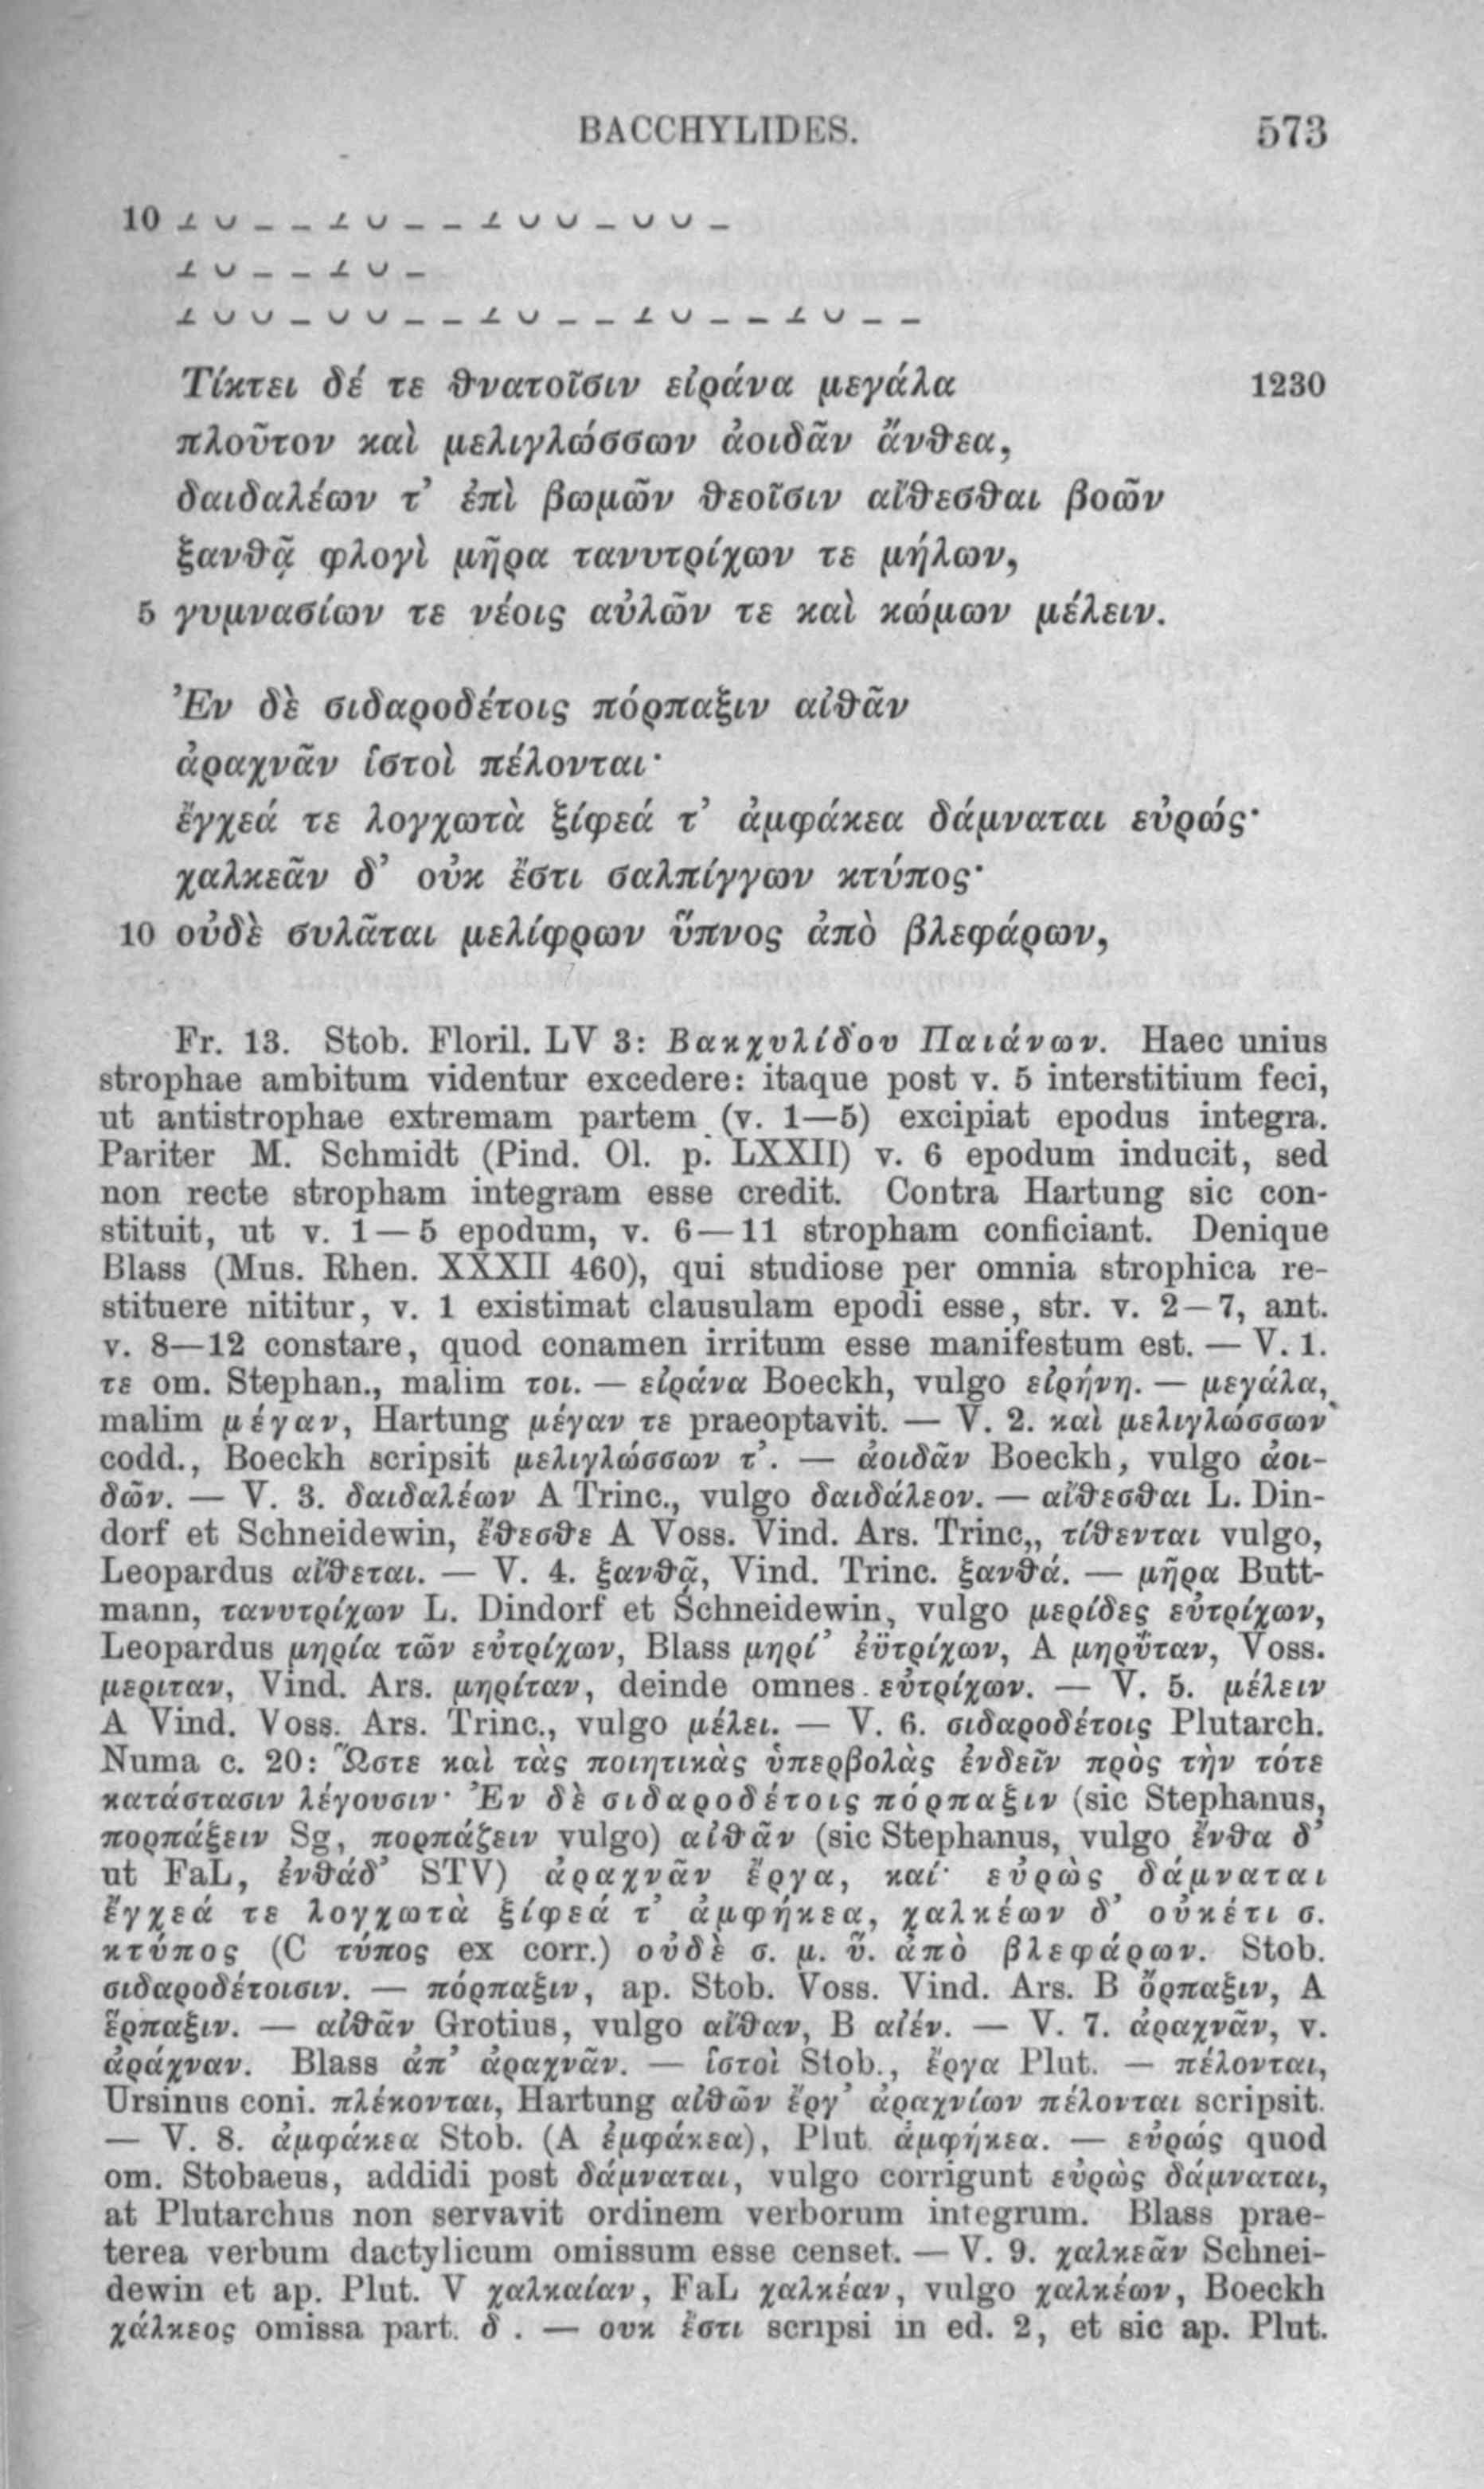 BACCHYLIDES. 573
10 ⊥ ∪ – – ⊥ ∪ – – ⊥ ∪ ∪ – ∪ ∪ –
⊥ ∪ – – ⊥ ∪ –
⊥ ∪ ∪ – ∪ ∪ – – ⊥ ∪ – – ⊥ ∪ – – ⊥ ∪ – –
Τίκτει δέ τε θνατοῖσιν εἰράνα μεγάλα 1230
πλοῦτον καὶ μελιγλώσσων ἀοιδᾶν ἄνθεα,
δαιδαλέων τ’ ἐπὶ βωμῶν θεοῖσιν αἴθεσθαι βοῶν
ξανθᾷ φλογὶ μῆρα τανυτρίχων τε μήλων,
5 γυμνασίων τε νέοις αὐλῶν τε καὶ κώμων μέλειν.
Ἐν δὲ σιδαροδέτοις πόρπαξιν αἰθᾶν
ἀραχνᾶν ἱστοὶ πέλονται·
ἔγχεά τε λογχωτὰ ξίφεά τ’ ἀμφάκεα δάμναται εὐρώς·
χαλκεᾶν δ’ οὐκ ἔστι σαλπίγγων κτύπος·
10 οὐδὲ συλᾶται μελίφρων ὕπνος ἀπὸ βλεφάρων,
Fr. 13. Stob. Floril. LV 3: Βακχυλίδου Παιάνων. Haec unius
strophae ambitum videntur excedere: itaque post v. 5 interstitium feci,
ut antistrophae extremam partem (v. 1—5) excipiat epodus integra.
Pariter M. Schmidt (Pind. Ol. p. LXXII) v. 6 epodum inducit, sed
non recte stropham integram esse credit. Contra Hartung sic con-
stituit, ut v. 1—5 epodum, v. 6—11 stropham conficiant. Denique
Blass (Mus. Rhen. XXXII 460), qui studiose per omnia strophica re-
stituere nititur, v. 1 existimat clausulam epodi esse, str. v. 2—7, ant.
v. 8—12 constare, quod conamen irritum esse manifestum est. — V. 1.
τε om. Stephan., malim τοι. — εἰράνα Boeckh, vulgo εἰρήνη. — μεγάλα,
malim μέγαν, Hartung μέγαν τε praeoptavit. — V. 2. καὶ μελιγλώσσων
codd., Boeckh scripsit μελιγλώσσων τ’. — ἀοιδᾶν Boeckh, vulgo ἀοι-
δῶν. — V. 3. δαιδαλέων A Trinc., vulgo δαιδάλεον. — αἴθεσθαι L. Din-
dorf et Schneidewin, ἔθεσθε A Voss. Vind. Ars. Trinc,, τίθενται vulgo,
Leopardus αἴθεται. — V. 4. ξανθᾷ, Vind. Trinc. ξανθά. — μῆρα Butt-
mann, τανυτρίχων L. Dindorf et Schneidewin, vulgo μερίδες εὐτρίχων,
Leopardus μηρία τῶν εὐτρίχων, Blass μηρί’ ἐϋτρίχων, A μηρΰταν, Voss.
μεριταν, Vind. Ars. μηρίταν, deinde omnes εὐτρίχων. — V. 5. μέλειν
A Vind. Voss. Ars. Trinc., vulgo μέλει. — V. 6. σιδαροδέτοις Plutarch.
Numa c. 20: Ὥστε καὶ τὰς ποιητικὰς ὑπερβολὰς ἐνδεῖν πρὸς τὴν τότε
κατάστασιν λέγουσιν· Ἐν δὲ σιδαροδέτοις πόρπαξιν (sic Stephanus,
πορπάξειν Sg, πορπάζειν vulgo) αἰθᾶν (sic Stephanus, vulgo ἔνθα δ’
ut FaL, ἐνθάδ’ STV) ἀραχνᾶν ἔργα, καί· εὐρὼς δάμναται
ἔγχεά τε λογχωτὰ ξίφεά τ’ ἀμφήκεα, χαλκέων δ’ οὐκέτι σ.
κτύπος (C τύπος ex corr.) οὐδὲ σ. μ. ὕ. ἀπὸ βλεφάρων. Stob.
σιδαροδέτοισιν. — πόρπαξιν, ap. Stob. Voss. Vind. Ars. B ὄρπαξιν, A
ἕρπαξιν. — αἰθᾶν Grotius, vulgo αἴθαν, B αἰέν. — V. 7. ἀραχνᾶν, v.
ἀράχναν. Blass ἀπ’ ἀραχνᾶν. — ἱστοὶ Stob., ἔργα Plut. — πέλονται,
Ursinus coni. πλέκονται, Hartung αἰθῶν ἔργ’ ἀραχνίων πέλονται scripsit.
— V. 8. ἀμφάκεα Stob. (A ἐμφάκεα), Plut. ἀμφήκεα. — εὐρώς quod
om. Stobaeus, addidi post δάμναται, vulgo corrigunt εὐρὼς δάμναται,
at Plutarchus non servavit ordinem verborum integrum. Blass prae-
terea verbum dactylicum omissum esse censet. — V. 9. χαλκεᾶν Schnei-
dewin et ap. Plut. V χαλκαίαν, FaL χαλκέαν, vulgo χαλκέων, Boeckh
χάλκεος omissa part. δ . — ουκ ἔστι scripsi in ed. 2, et sic ap. Plut.